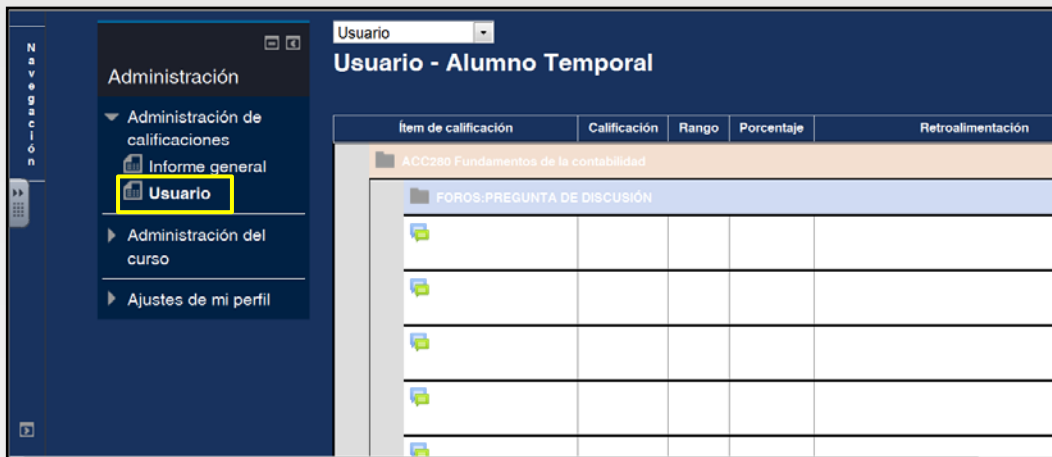 Navegación
Administración
Administración de
calificaciones
Informe general
Usuario
Administración del
curso
Ajustes de mi perfil
Usuario
Usuario - Alumno Temporal
Ítem de calificación Calificación Rango Porcentaje Retroalimentación
ACC280 Fundamentos de la contabilidad
FOROS:PREGUNTA DE DISCUSIÓN